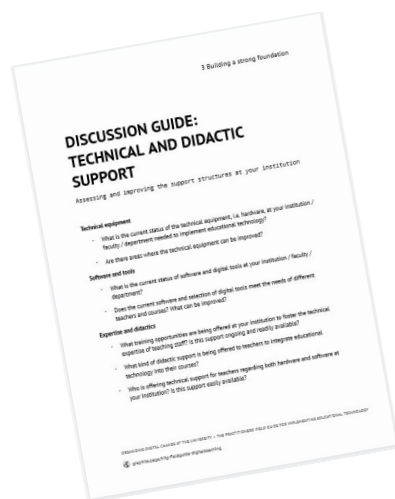 3 Building a strong foundation
DISCUSSION GUIDE:
TECHNICAL AND DIDACTIC
SUPPORT
Assessing and improving the support structures at your institution
Technical equipment
- What is the current status of the technical equipment, i.e. hardware, at your institution /
faculty / department needed to implement educational technology?
- Are there areas where the technical equipment can be improved?
Software and tools
- What is the current status of software and digital tools at your institution / faculty /
department?
- Does the current software and selection of digital tools meet the needs of different
teachers and courses? What can be improved?
Expertise and didactics
- What training opportunities are being offered at your institution to foster the technical
expertise of teaching staff? Is this support ongoing and readily available?
- What kind of didactic support is being offered to teachers to integrate educational
technology into their courses?
- Who is offering technical support for teachers regarding both hardware and software at
your institution? Is this support easily available?
ORGANIZING DIGITAL CHANGE AT THE UNIVERSITY • THE PRACTITIONERS' FIELD GUIDE FOR IMPLEMENTING EDUCATIONAL TECHNOLOGY